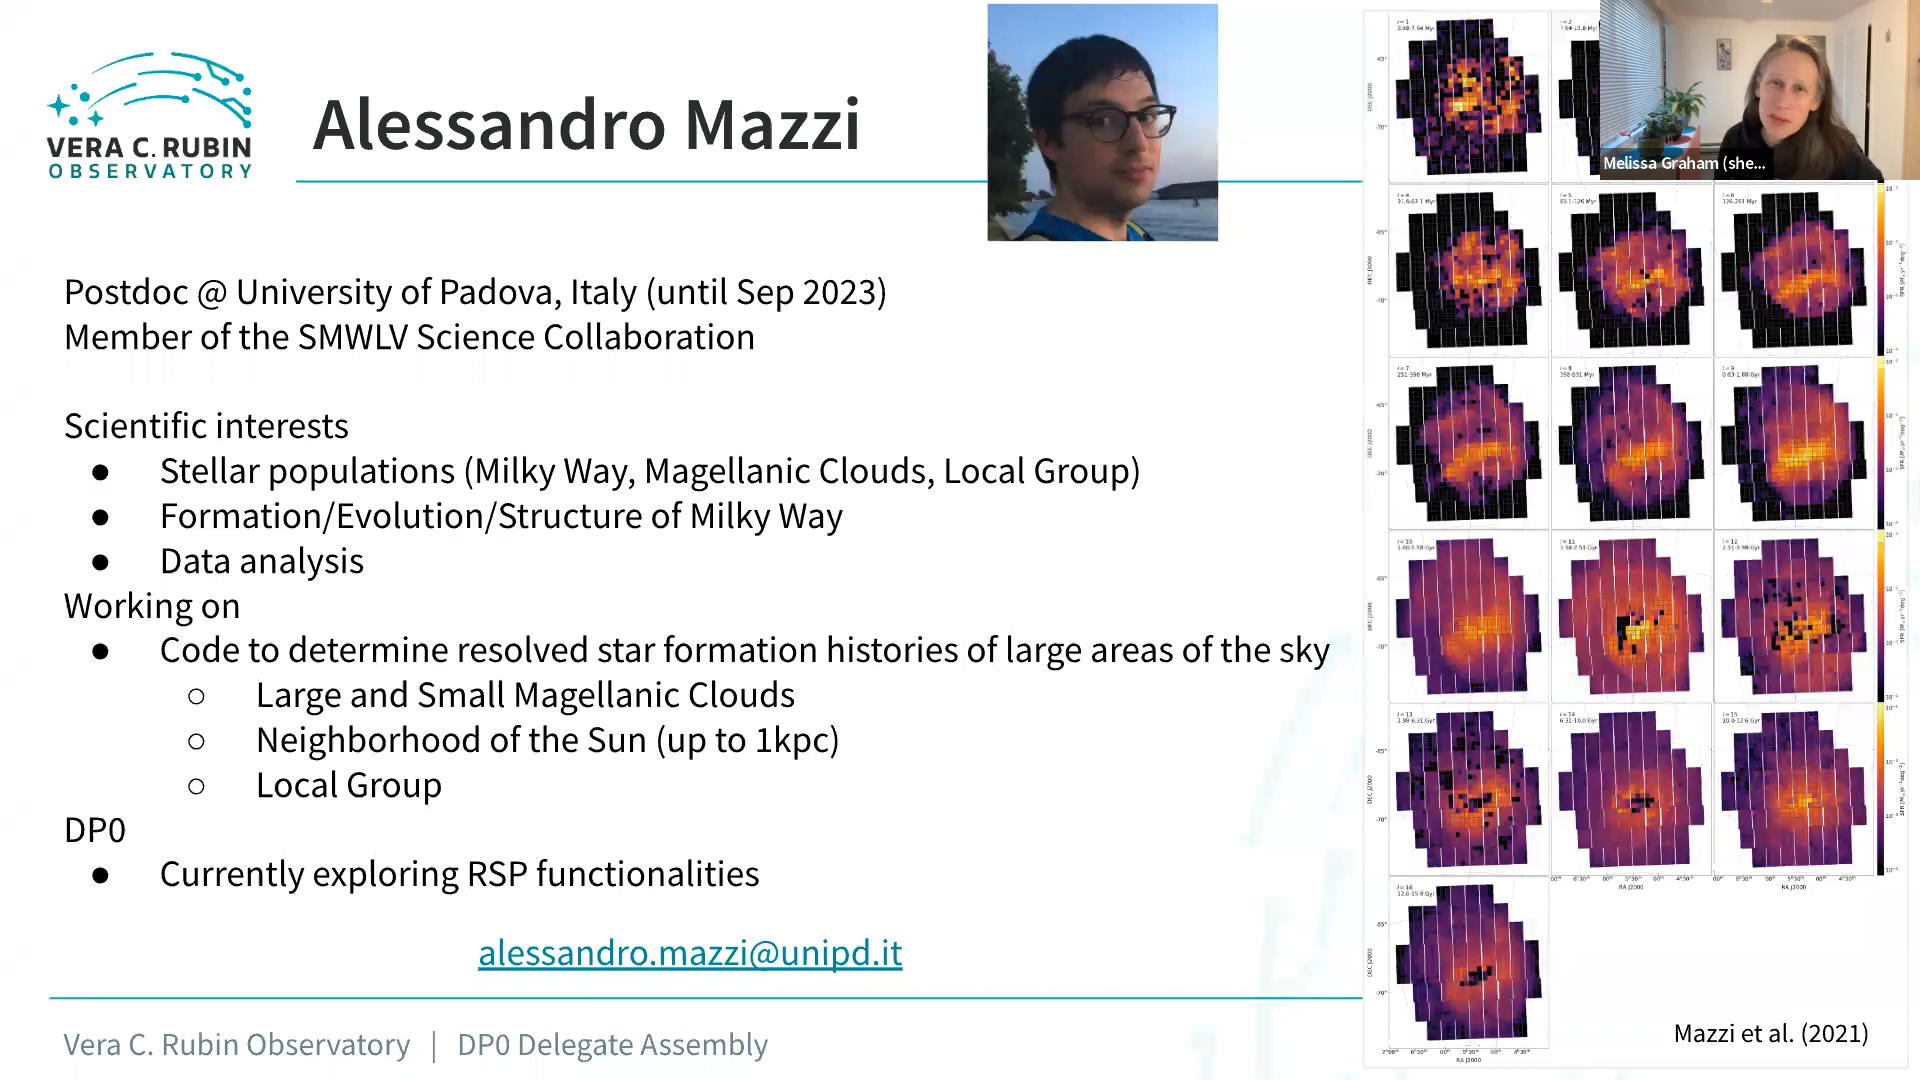 VERA C. RUBIN
OBSERVATORY
Alessandro Mazzi
Melissa Graham (she...
Postdoc @ University of Padova, Italy (until Sep 2023)
Member of the SMWLV Science Collaboration
Scientific interests
● Stellar populations (Milky Way, Magellanic Clouds, Local Group)
● Formation/Evolution/Structure of Milky Way
● Data analysis
Working on
● Code to determine resolved star formation histories of large areas of the sky
○ Large and Small Magellanic Clouds
○ Neighborhood of the Sun (up to 1kpc)
○ Local Group
DP0
● Currently exploring RSP functionalities
alessandro.mazzi@unipd.it
Mazzi et al. (2021)
Vera C. Rubin Observatory | DP0 Delegate Assembly